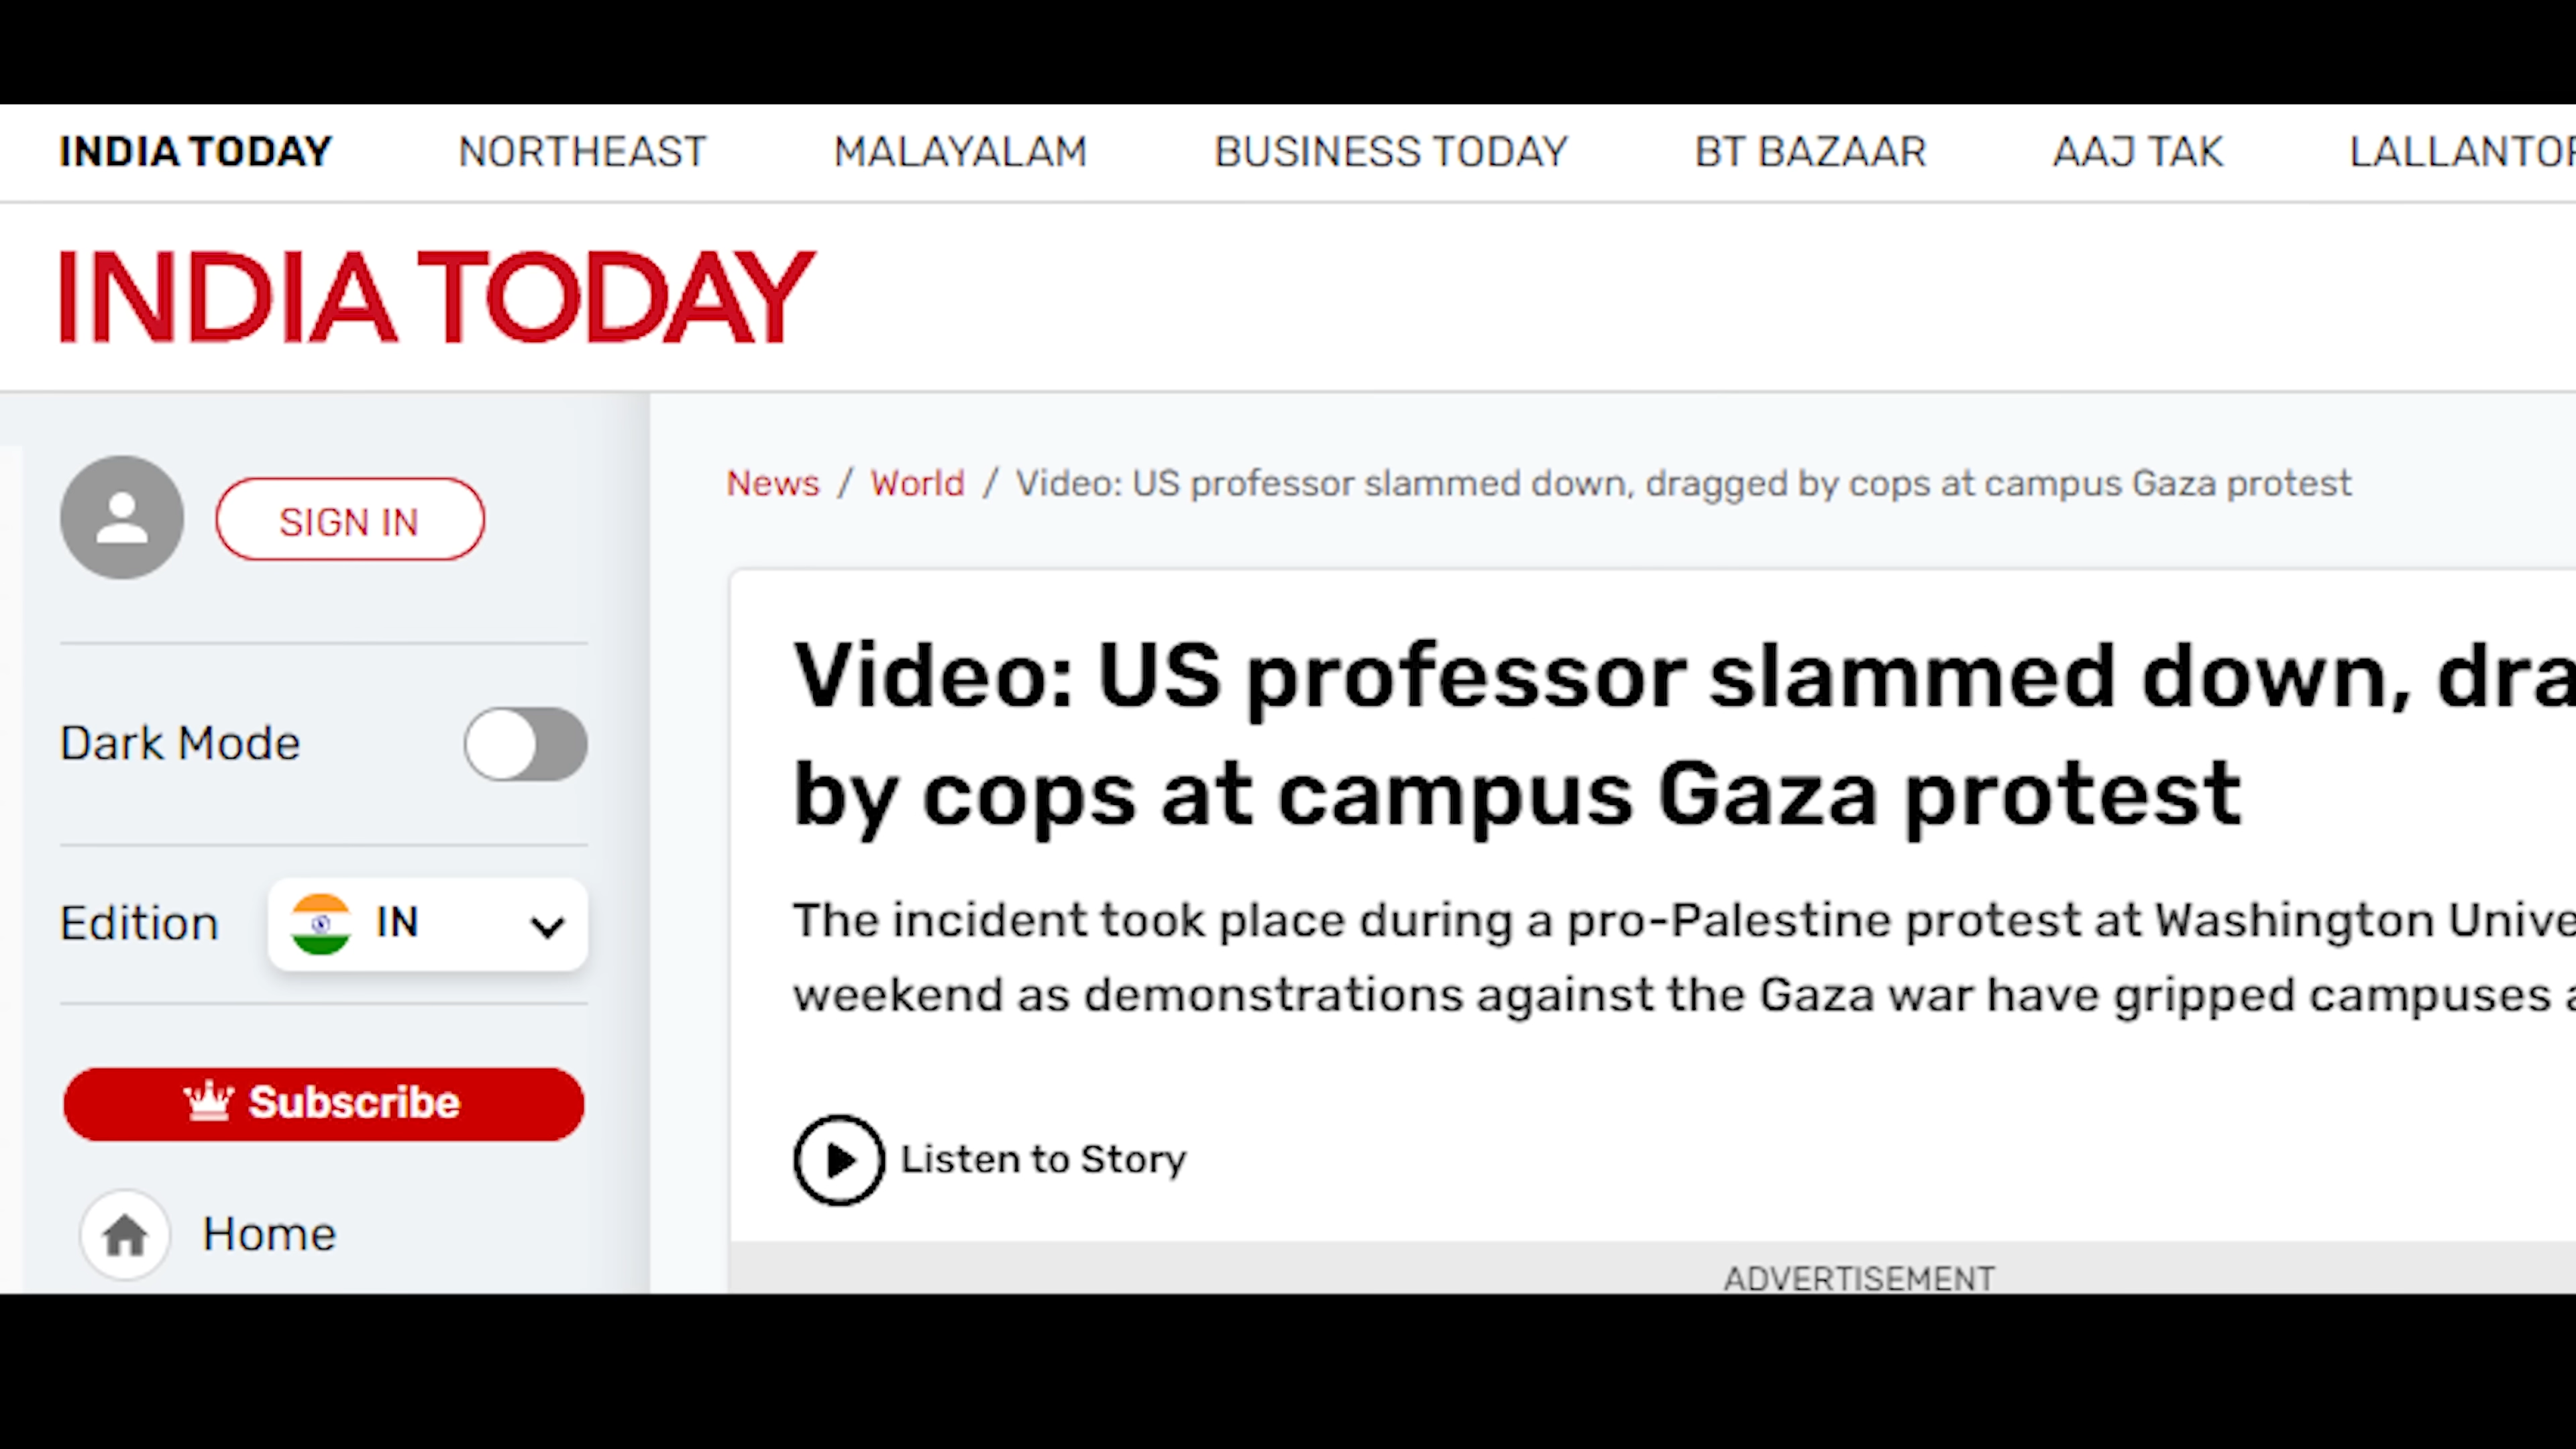 INDIA TODAY NORTHEAST MALAYALAM BUSINESS TODAY BT BAZAAR AAJ TAK
INDIA TODAY
SIGN IN
Dark Mode
Edition IN
Subscribe
Home
News / World / Video: US professor slammed down, dragged by cops at campus Gaza protest
Video: US professor slammed down,
by cops at campus Gaza protest
The incident took place during a pro-Palestine protest at Washington
weekend as demonstrations against the Gaza war have gripped campuses
Listen to Story
ADVERTISEMENT